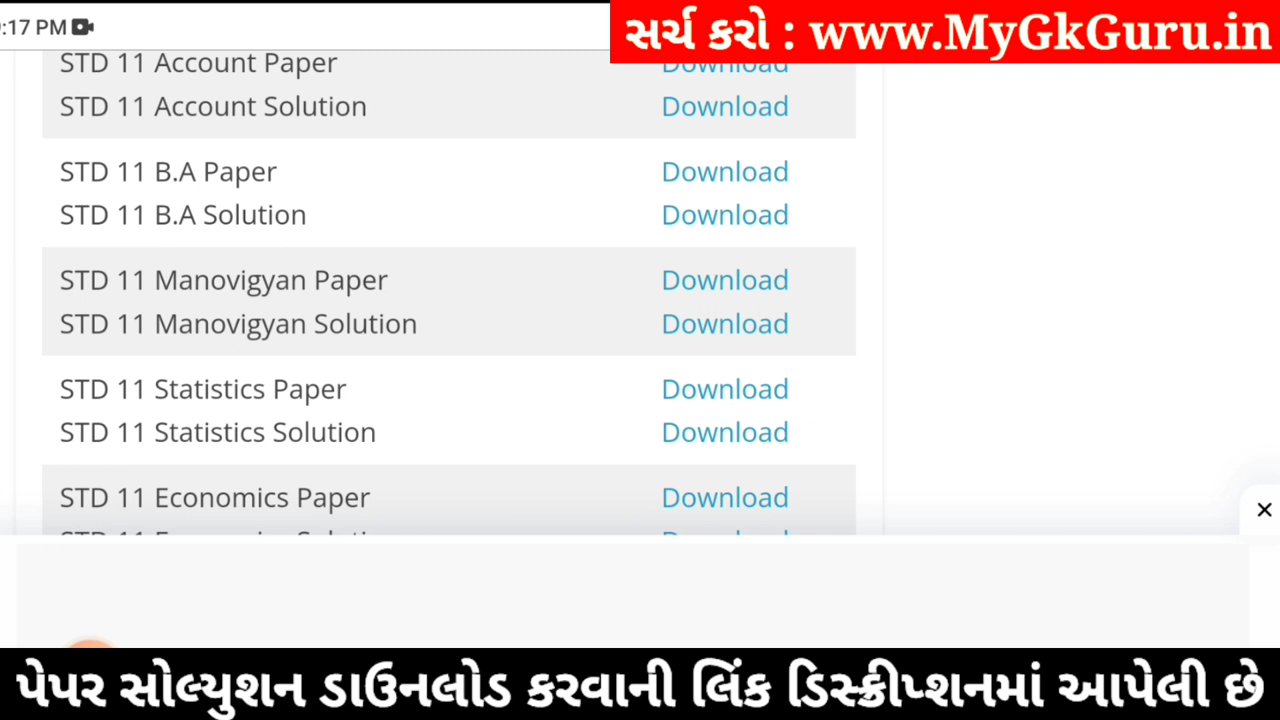 :17 PM
સર્ચ કરો : www.MyGkGuru.in
STD 11 Account Paper Download
STD 11 Account Solution Download
STD 11 B.A Paper Download
STD 11 B.A Solution Download
STD 11 Manovigyan Paper Download
STD 11 Manovigyan Solution Download
STD 11 Statistics Paper Download
STD 11 Statistics Solution Download
STD 11 Economics Paper Download
પેપર સોલ્યુશન ડાઉનલોડ કરવાની લિંક ડિસ્ક્રીપ્શનમાં આપેલી છે